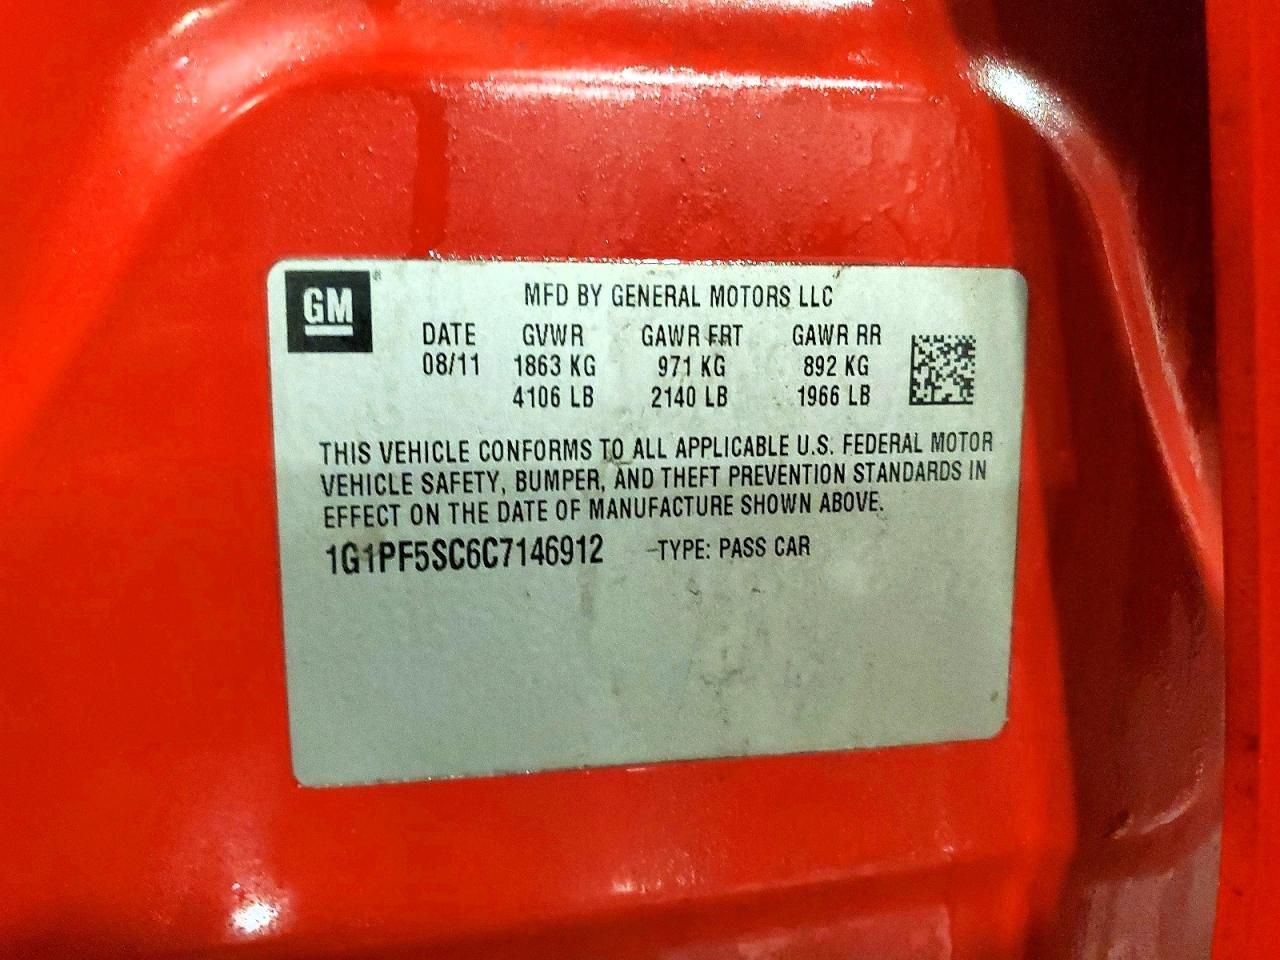 GM®
MFD BY GENERAL MOTORS LLC
DATE GVWR GAWR FRT GAWR RR
08/11 1863 KG 971 KG 892 KG
4106 LB 2140 LB 1966 LB
THIS VEHICLE CONFORMS TO ALL APPLICABLE U.S. FEDERAL MOTOR
VEHICLE SAFETY, BUMPER, AND THEFT PREVENTION STANDARDS IN
EFFECT ON THE DATE OF MANUFACTURE SHOWN ABOVE.
1G1PF5SC6C7146912 TYPE: PASS CAR